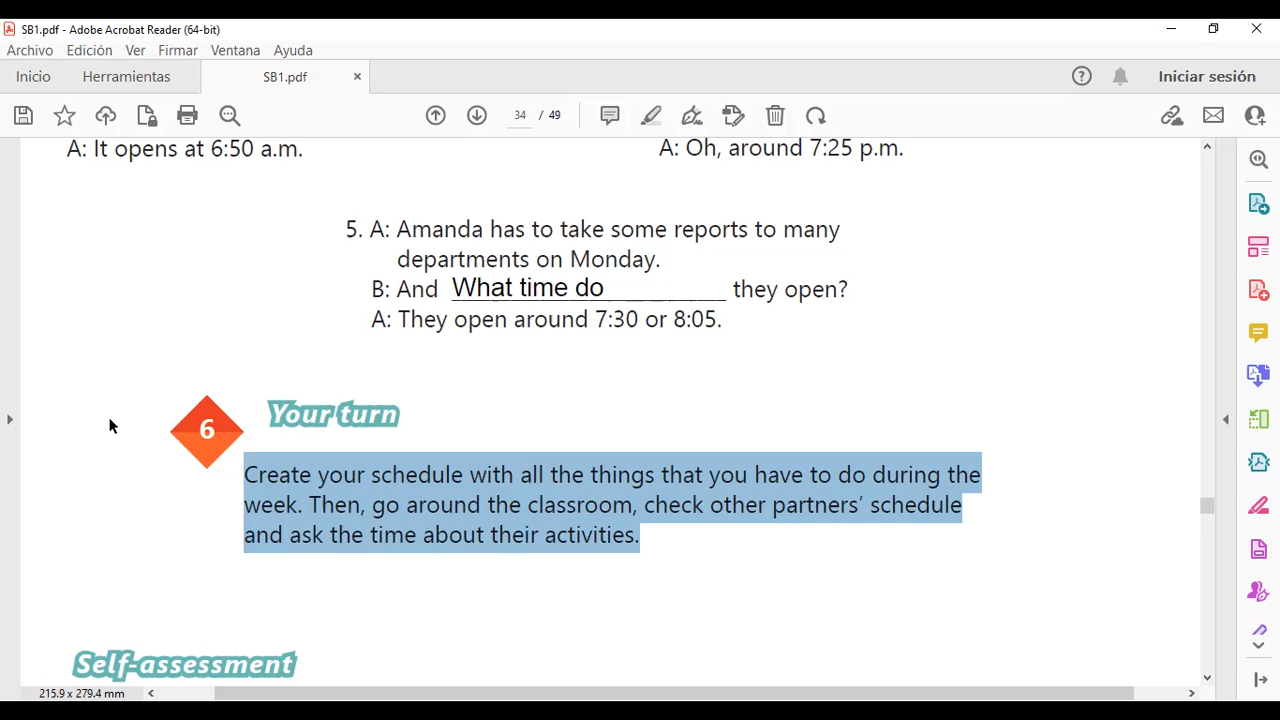 SB1.pdf - Adobe Acrobat Reader (64-bit)
Archivo Edición Ver Firmar Ventana Ayuda
Inicio Herramientas SB1.pdf × Iniciar sesión
34 / 49
A: It opens at 6:50 a.m.
A: Oh, around 7:25 p.m.
5. A: Amanda has to take some reports to many
departments on Monday.
B: And What time do they open?
A: They open around 7:30 or 8:05.
6
Your turn
Create your schedule with all the things that you have to do during the
week. Then, go around the classroom, check other partners’ schedule
and ask the time about their activities.
Self-assessment
215.9 x 279.4 mm